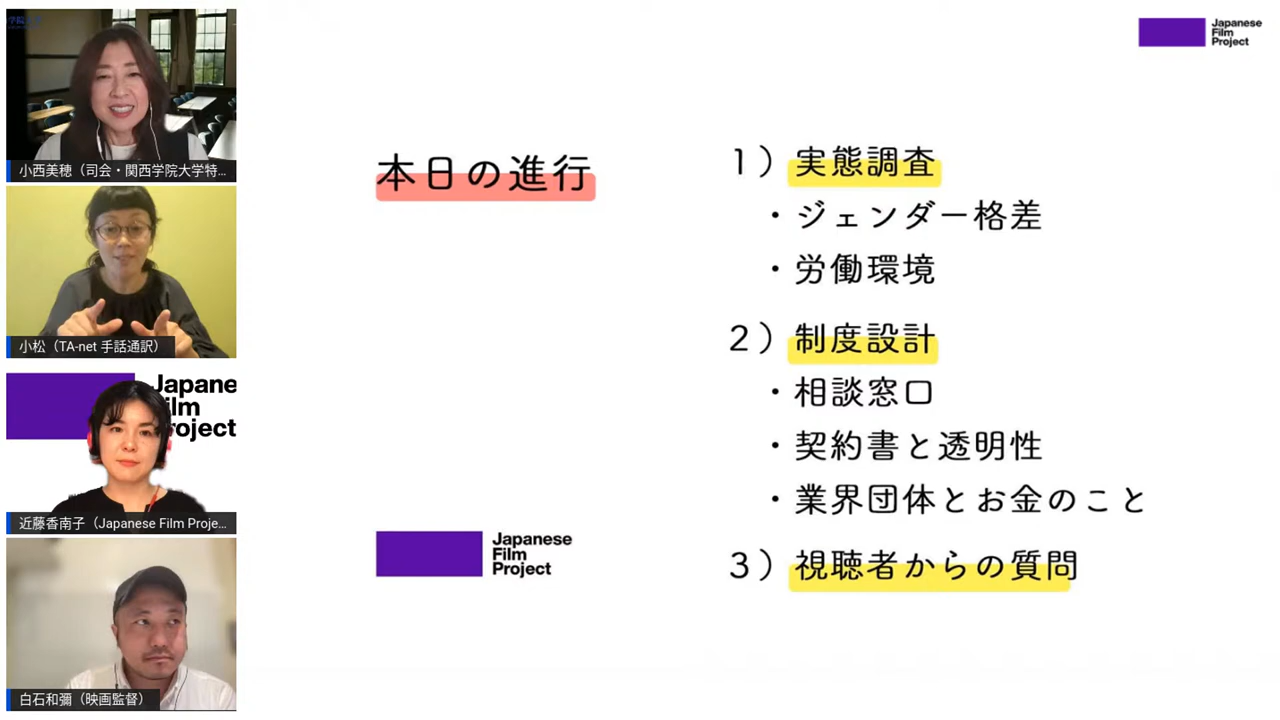 Japanese
Film
Project
本日の進行
1）実態調査
・ジェンダー格差
・労働環境
2）制度設計
・相談窓口
・契約書と透明性
・業界団体とお金のこと
3）視聴者からの質問
Japanese
Film
Project
小西美穂（司会・関西学院大学特...
小松（TA-net 手話通訳）
Japane
ilm
roject
近藤香南子（Japanese Film Proje...
白石和彌（映画監督）